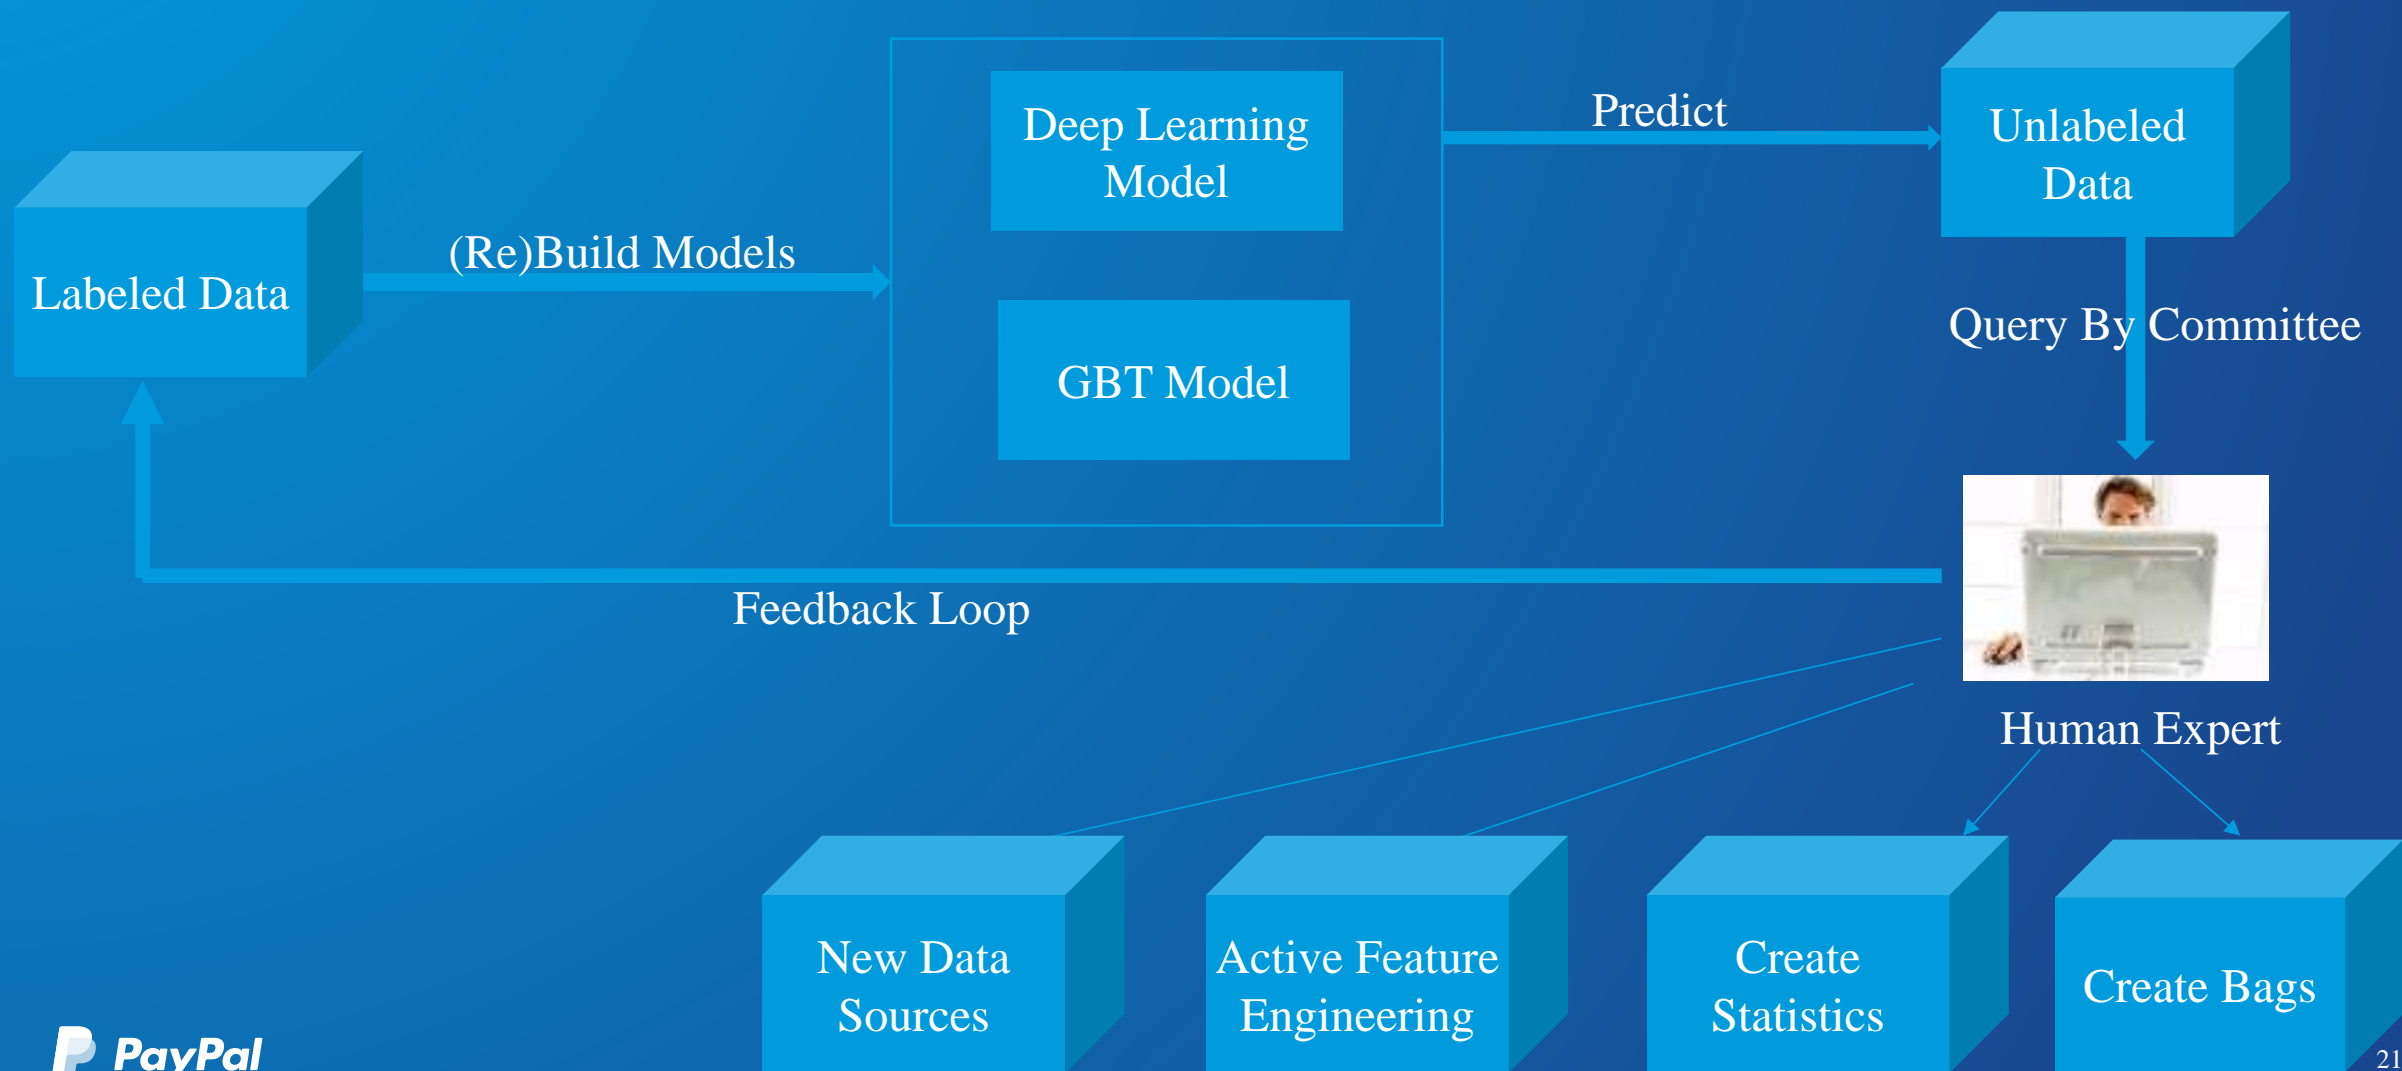 Deep Learning
Model
Predict
Unlabeled
Data
(Re)Build Models
Labeled Data
GBT Model
Query By Committee
Feedback Loop
Human Expert
New Data
Sources
Active Feature
Engineering
Create
Statistics
Create Bags
PayPal
21